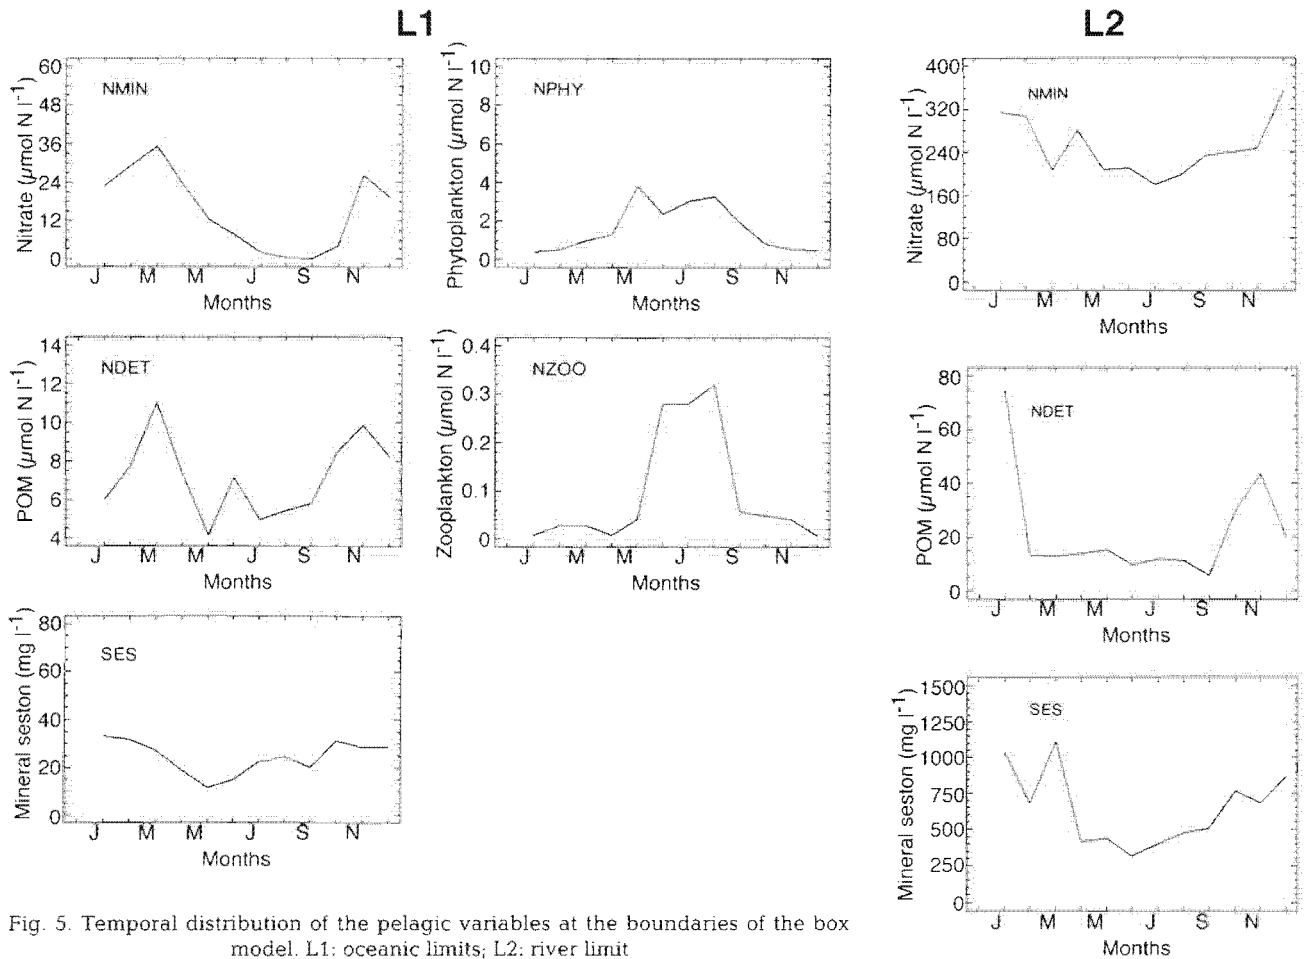 L1
L2
60
48
36
24
12
0
Nitrate (µmol N l⁻¹)
NMIN
J M M J S N
Months
10
8
6
4
2
0
Phytoplankton (µmol N l⁻¹)
NPHY
J M M J S N
Months
400
320
240
160
80
0
Nitrate (µmol N l⁻¹)
NMIN
J M M J S N
Months
14
12
10
8
6
4
POM (µmol N l⁻¹)
NDET
J M M J S N
Months
0.4
0.3
0.2
0.1
0
Zooplankton (µmol N l⁻¹)
NZOO
J M M J S N
Months
80
60
40
20
0
POM (µmol N l⁻¹)
NDET
J M M J S N
Months
80
60
40
20
0
Mineral seston (mg l⁻¹)
SES
J M M J S N
Months
1500
1250
1000
750
500
250
0
Mineral seston (mg l⁻¹)
SES
J M M J S N
Months
Fig. 5. Temporal distribution of the pelagic variables at the boundaries of the box
model. L1: oceanic limits; L2: river limit